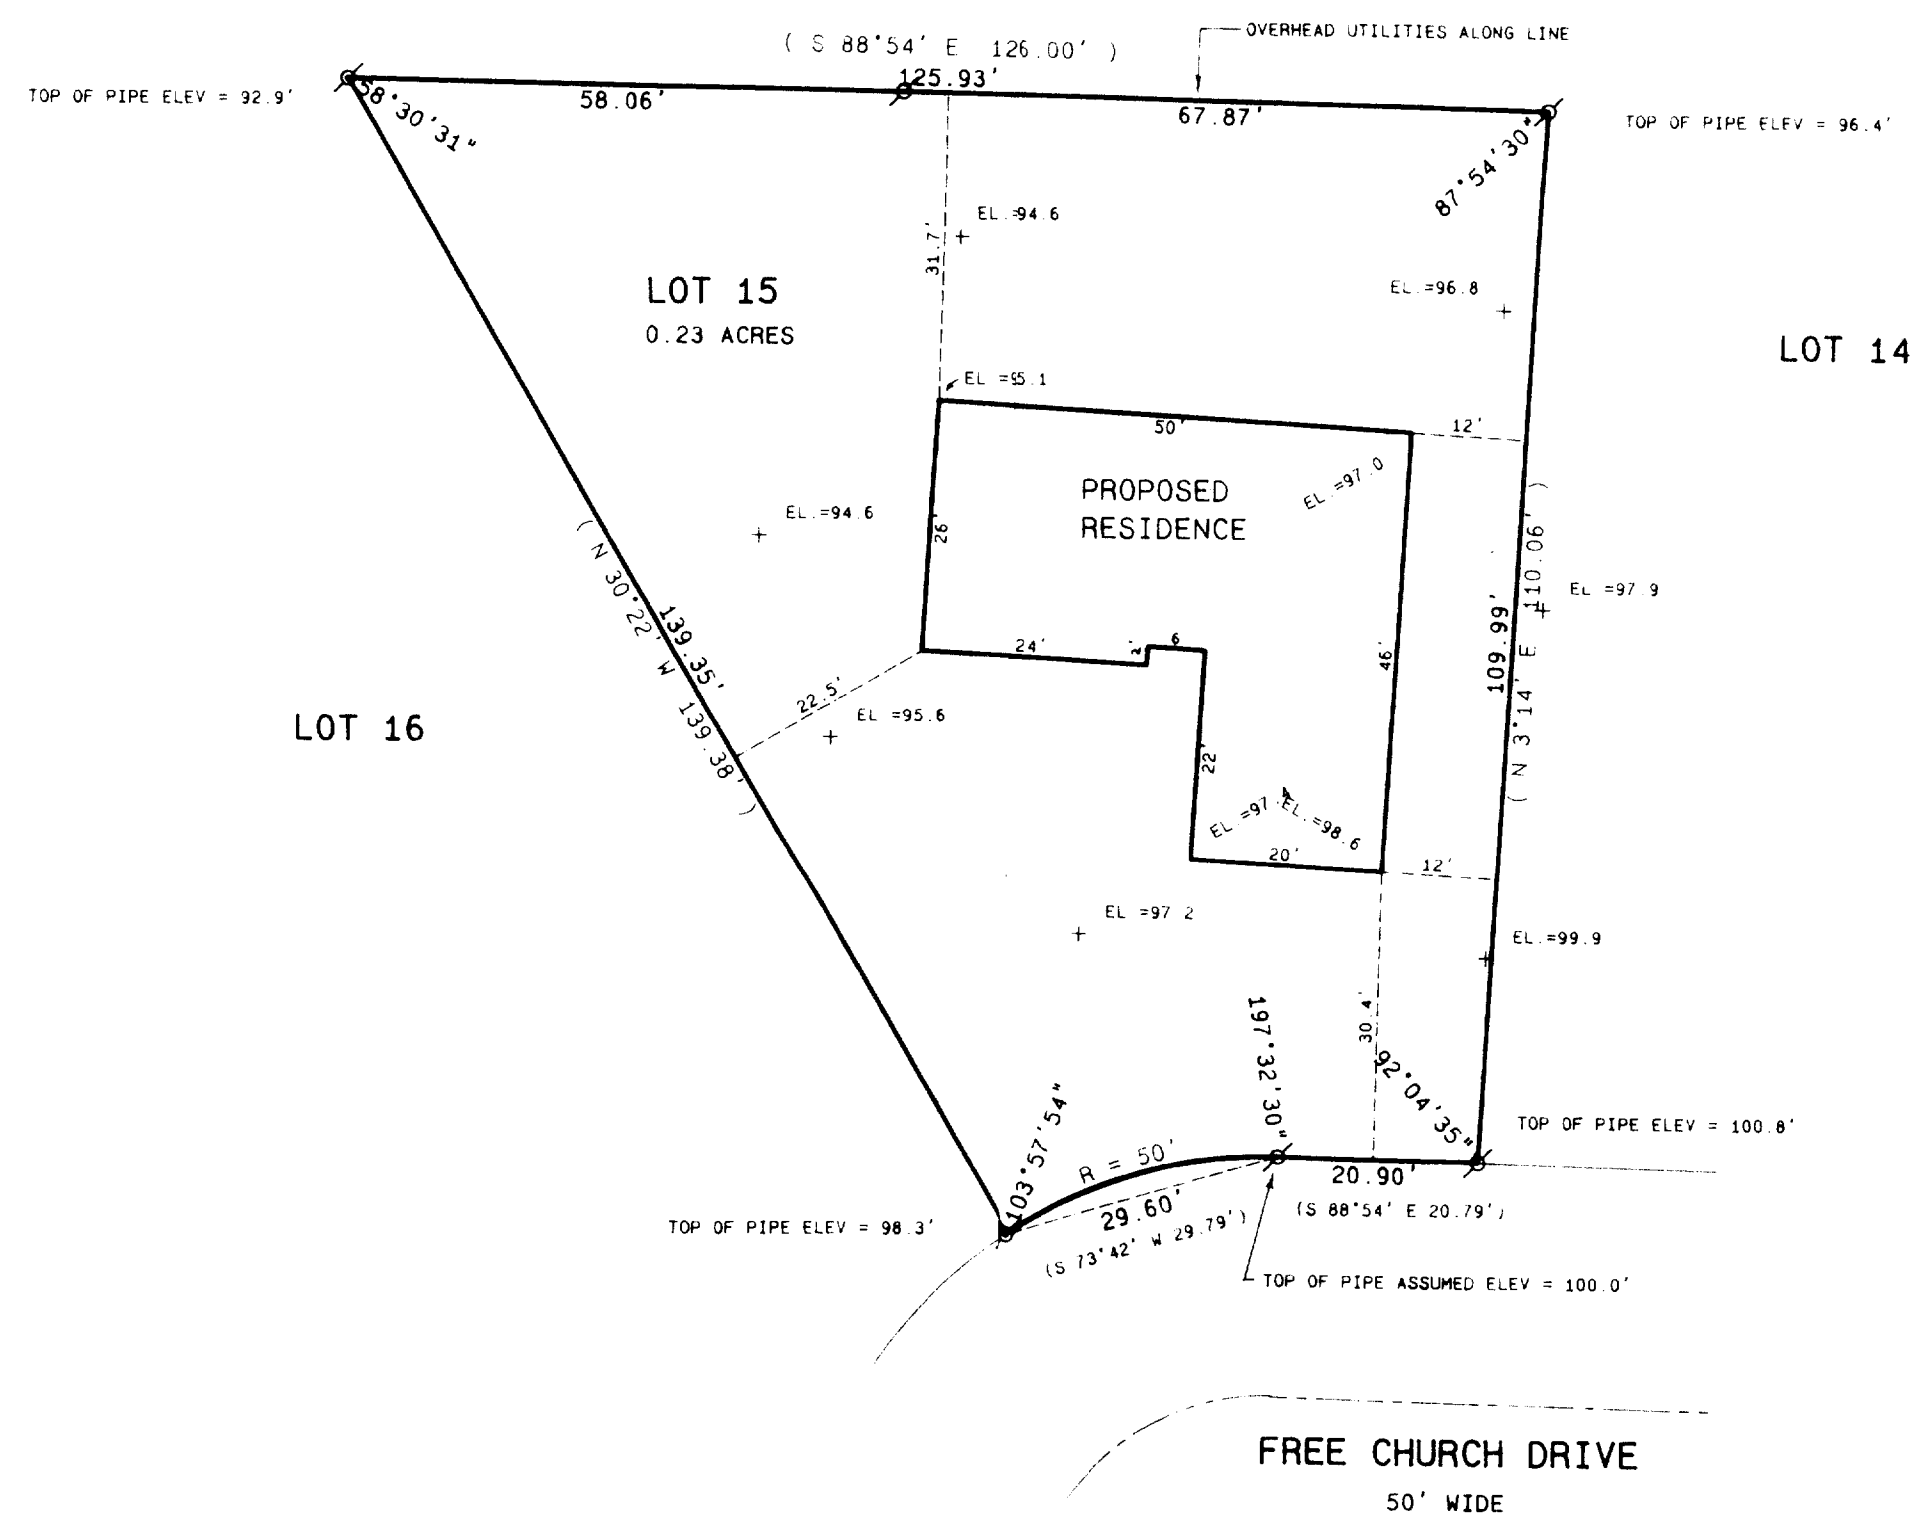 OVERHEAD UTILITIES ALONG LINE
( S 88°54' E 126.00' )
125.93'
TOP OF PIPE ELEV = 92.9'
58.06'
67.87'
TOP OF PIPE ELEV = 96.4'
58°30'31"
87°54'30"
EL.=94.6
31.7'
LOT 15
0.23 ACRES
EL.=96.8
LOT 14
EL =95.1
50'
12'
PROPOSED
RESIDENCE
EL.=97.0
EL.=94.6
26'
( N 30°22' W 139.38' )
139.35'
( N 3°14' E 110.06' )
109.99'
EL =97.9
24'
2'
6
46'
22.5'
EL =95.6
LOT 16
22'
EL.=97.4
EL.=98.6
20'
12'
EL =97 2
EL.=99.9
30.4'
197°32'30"
92°04'35"
103°57'54"
R = 50'
TOP OF PIPE ELEV = 100.8'
20.90'
29.60'
(S 88°54' E 20.79')
TOP OF PIPE ELEV = 98.3'
(S 73°42' W 29.79')
TOP OF PIPE ASSUMED ELEV = 100.0'
FREE CHURCH DRIVE
50' WIDE